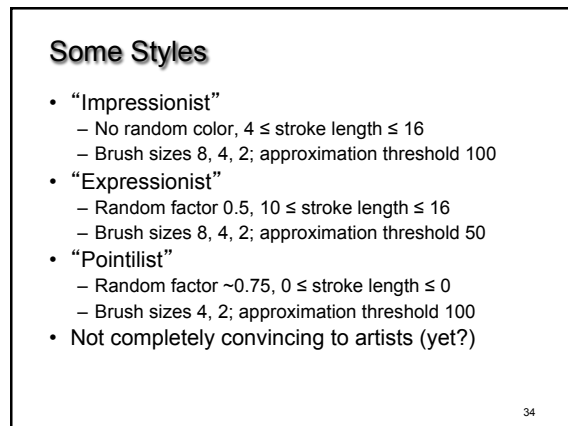 Some Styles
• “Impressionist”
– No random color, 4 ≤ stroke length ≤ 16
– Brush sizes 8, 4, 2; approximation threshold 100
• “Expressionist”
– Random factor 0.5, 10 ≤ stroke length ≤ 16
– Brush sizes 8, 4, 2; approximation threshold 50
• “Pointilist”
– Random factor ~0.75, 0 ≤ stroke length ≤ 0
– Brush sizes 4, 2; approximation threshold 100
• Not completely convincing to artists (yet?)
34